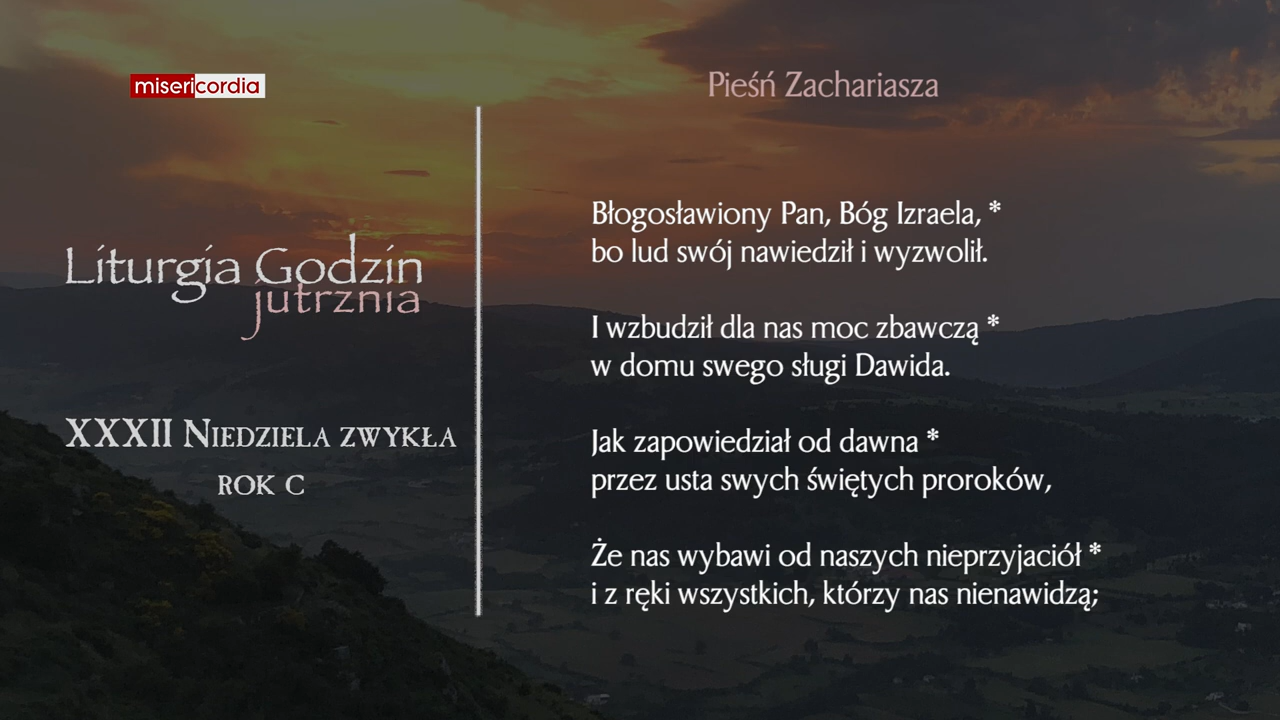 misericordia
Liturgia Godzin
jutrznia
XXXII Niedziela zwykła
rok C
Pieśń Zachariasza
Błogosławiony Pan, Bóg Izraela, *
bo lud swój nawiedził i wyzwolił.
I wzbudził dla nas moc zbawczą *
w domu swego sługi Dawida.
Jak zapowiedział od dawna *
przez usta swych świętych proroków,
Że nas wybawi od naszych nieprzyjaciół *
i z ręki wszystkich, którzy nas nienawidzą;